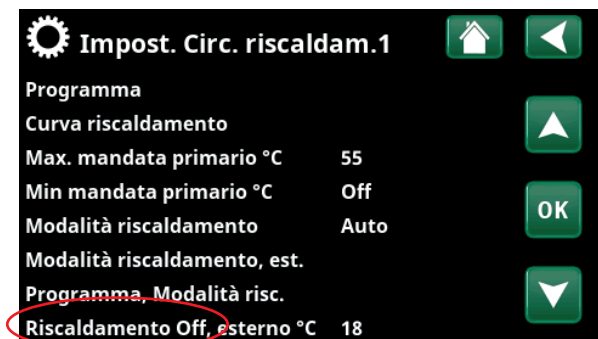 Impost. Circ. riscaldam.1
Programma
Curva riscaldamento
Max. mandata primario °C 55
Min mandata primario °C Off
Modalità riscaldamento Auto
OK
Modalità riscaldamento, est.
Programma, Modalità risc.
Riscaldamento Off, esterno °C 18